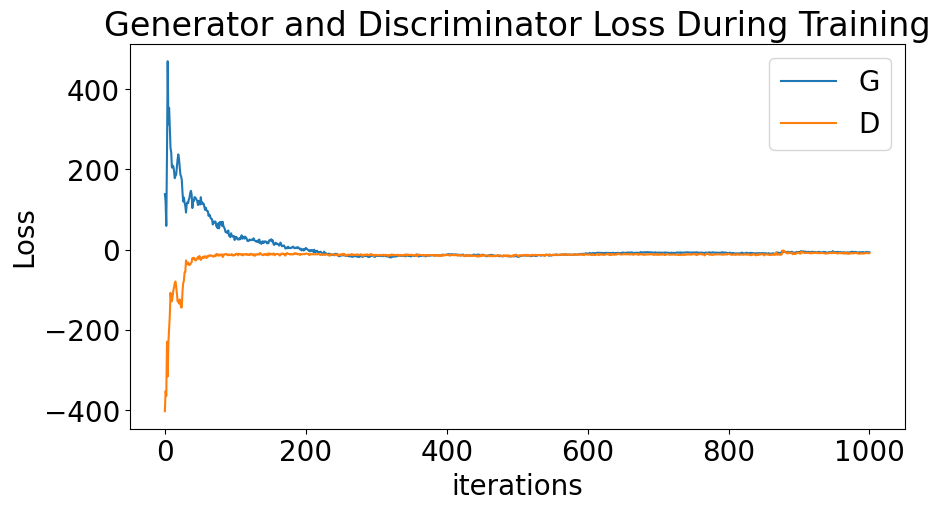 Generator and Discriminator Loss During Training
G
D
400
200
0
−200
−400
Loss
0 200 400 600 800 1000
iterations